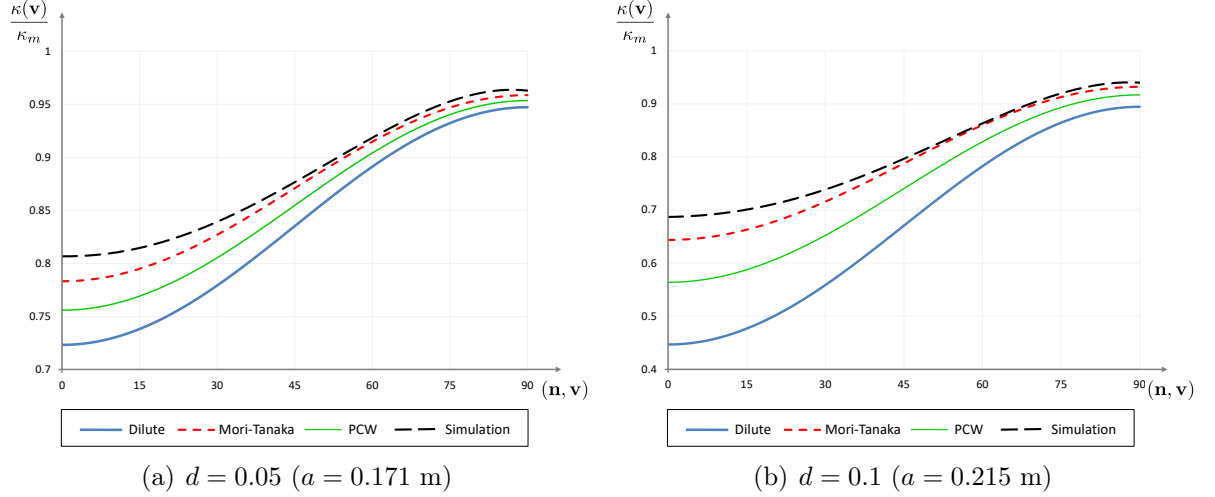 κ(v)
κm
1
0.95
0.9
0.85
0.8
0.75
0.7
0 15 30 45 60 75 90
(n, v)
Dilute Mori-Tanaka PCW Simulation
(a) d = 0.05 (a = 0.171 m)
κ(v)
κm
1
0.9
0.8
0.7
0.6
0.5
0.4
0 15 30 45 60 75 90
(n, v)
Dilute Mori-Tanaka PCW Simulation
(b) d = 0.1 (a = 0.215 m)